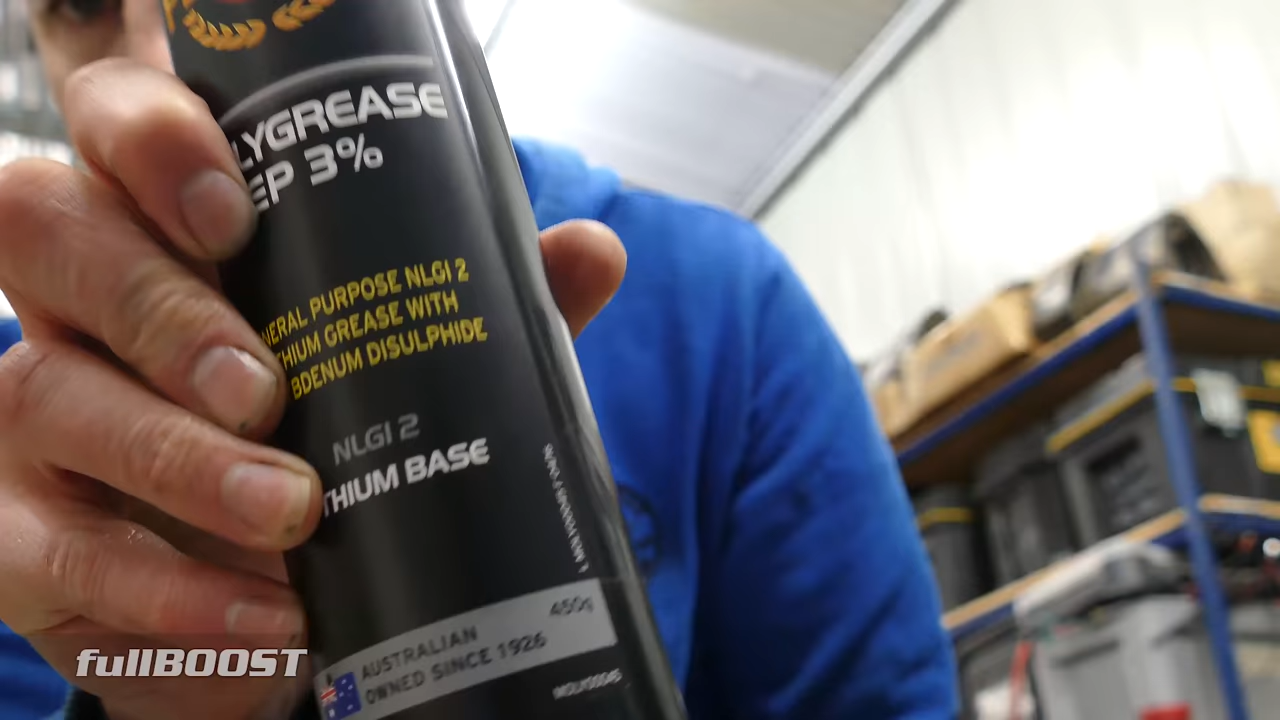 LYGREASE
EP 3%
NERAL PURPOSE NLGI 2
THIUM GREASE WITH
BDENUM DISULPHIDE
NLGI 2
THIUM BASE
450g
AUSTRALIAN
OWNED SINCE 1926
fullBOOST